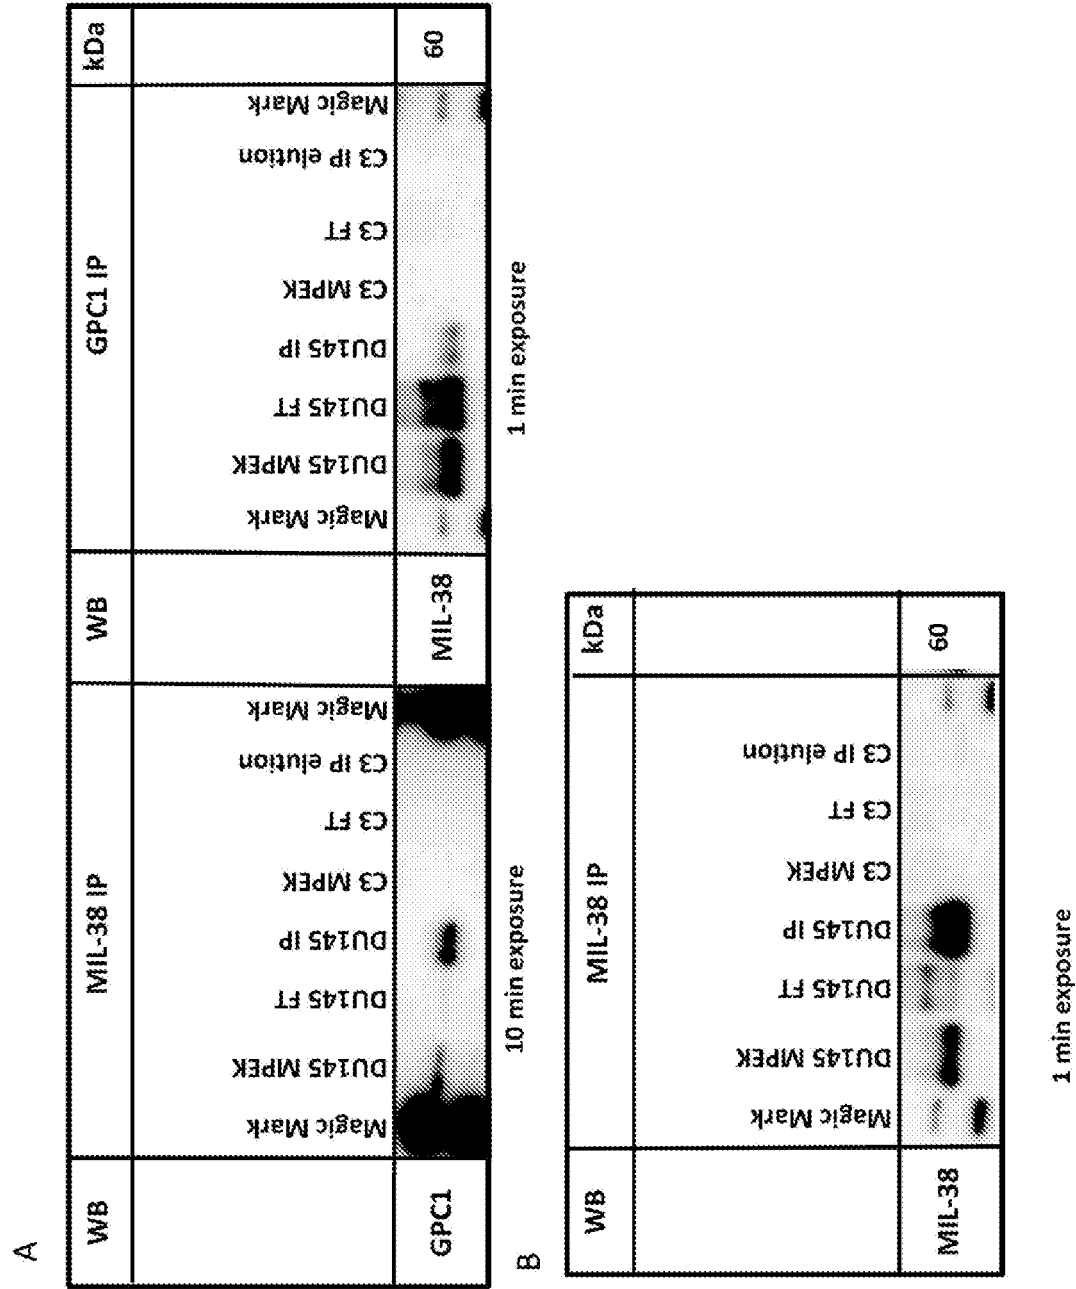 A
WB
MIL-38 IP
WB
GPC1 IP
kDa
Magic Mark
DU145 MPEK
DU145 FT
DU145 IP
C3 MPEK
C3 FT
C3 IP elution
Magic Mark
Magic Mark
DU145 MPEK
DU145 FT
DU145 IP
C3 MPEK
C3 FT
C3 IP elution
Magic Mark
GPC1
MIL-38
60
10 min exposure
1 min exposure
B
WB
MIL-38 IP
kDa
Magic Mark
DU145 MPEK
DU145 FT
DU145 IP
C3 MPEK
C3 FT
C3 IP elution
MIL-38
60
1 min exposure